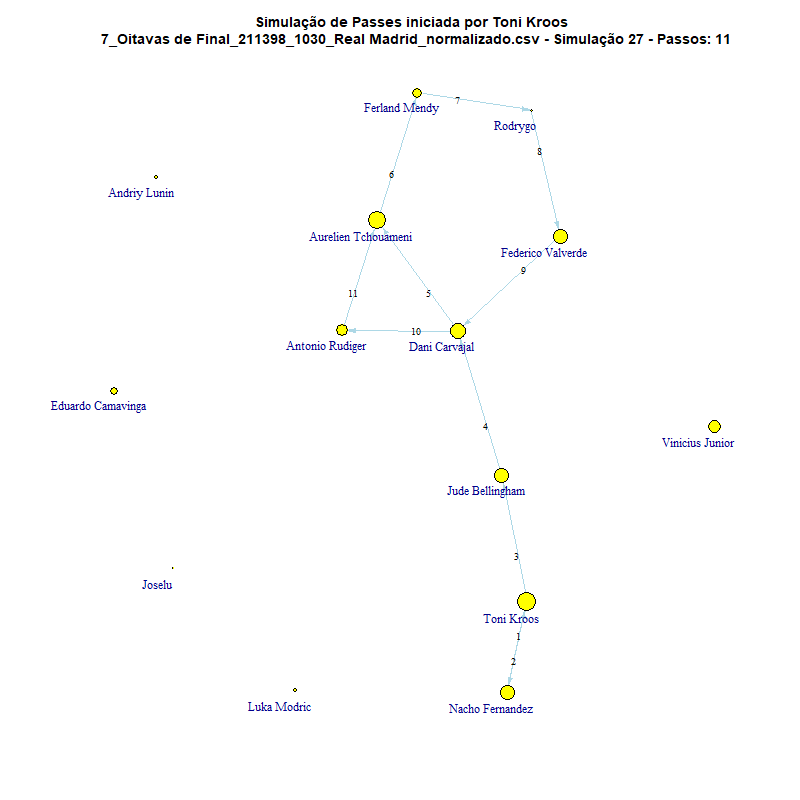 Simulação de Passes iniciada por Toni Kroos
7_Oitavas de Final_211398_1030_Real Madrid_normalizado.csv - Simulação 27 - Passos: 11
7
Ferland Mendy
Rodrygo
8
6
Andriy Lunin
Aurelien Tchouameni
Federico Valverde
9
11
5
10
Antonio Rudiger
Dani Carvajal
Eduardo Camavinga
4
Vinicius Junior
Jude Bellingham
3
Joselu
Toni Kroos
1
2
Luka Modric
Nacho Fernandez